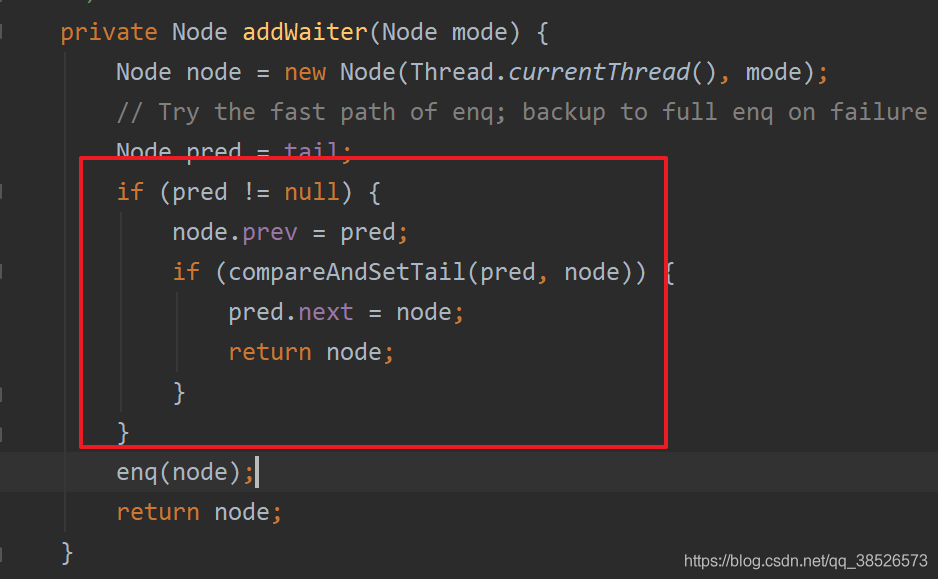 private Node addWaiter(Node mode) {
    Node node = new Node(Thread.currentThread(), mode);
    // Try the fast path of enq; backup to full enq on failure
    Node pred = tail;
    if (pred != null) {
        node.prev = pred;
        if (compareAndSetTail(pred, node)) {
            pred.next = node;
            return node;
        }
    }
    enq(node);
    return node;
}
https://blog.csdn.net/qq_38526573